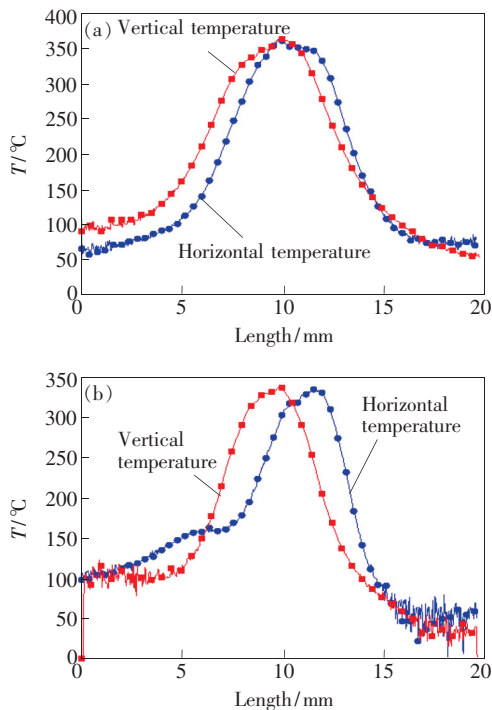 (a)
Vertical temperature
Horizontal temperature
T/℃
400
350
300
250
200
150
100
50
0
0 5 10 15 20
Length/mm
(b)
Vertical
temperature
Horizontal
temperature
T/℃
350
300
250
200
150
100
50
0
0 5 10 15 20
Length/mm